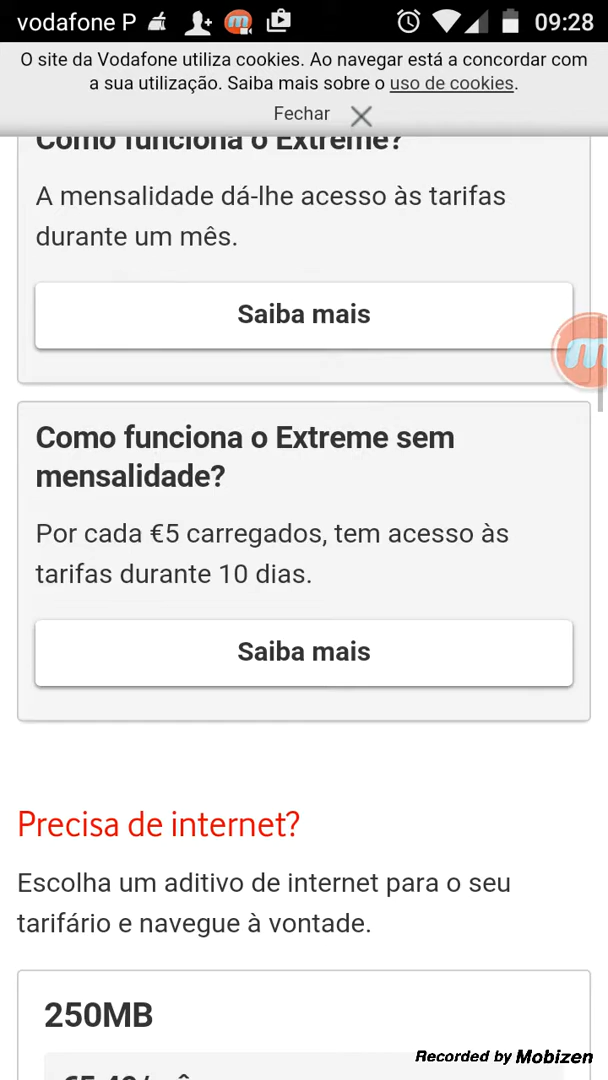 vodafone P
09:28
O site da Vodafone utiliza cookies. Ao navegar está a concordar com
a sua utilização. Saiba mais sobre o uso de cookies.
Fechar
Como funciona o Extreme?
A mensalidade dá-lhe acesso às tarifas
durante um mês.
Saiba mais
Como funciona o Extreme sem
mensalidade?
Por cada €5 carregados, tem acesso às
tarifas durante 10 dias.
Saiba mais
Precisa de internet?
Escolha um aditivo de internet para o seu
tarifário e navegue à vontade.
250MB
Recorded by Mobizen